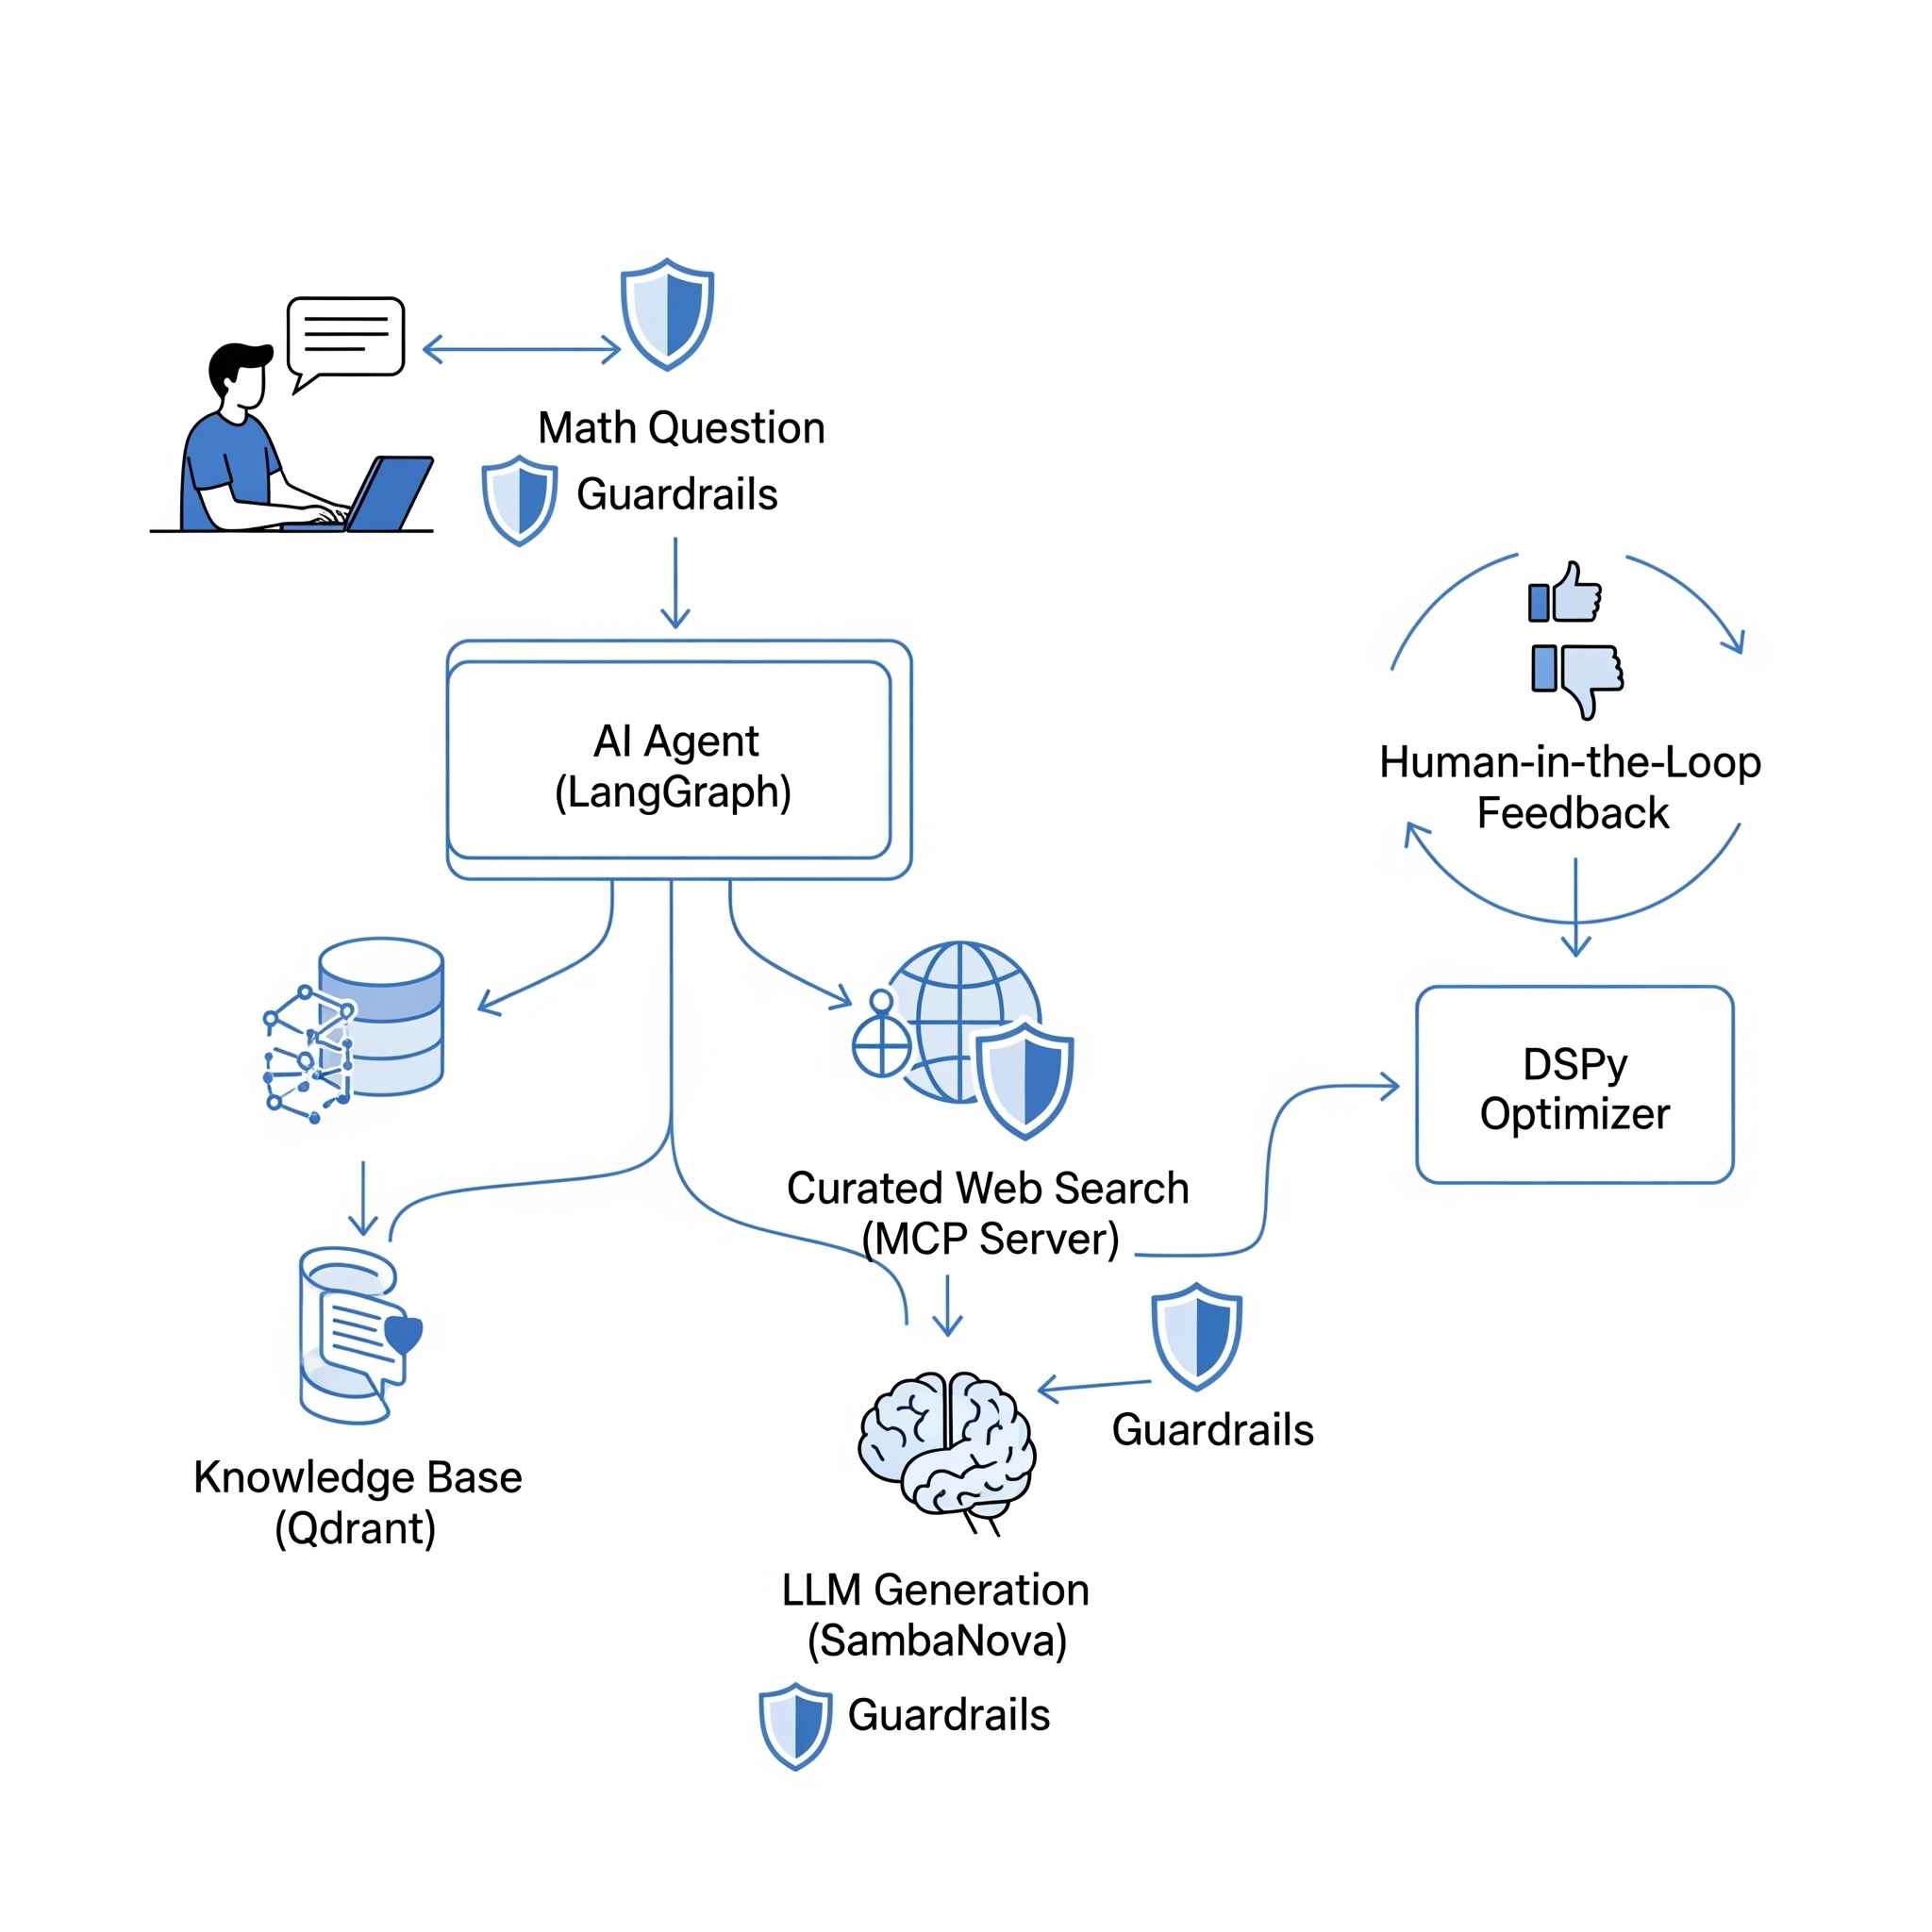 Math Question
Guardrails
AI Agent
(LangGraph)
Human-in-the-Loop
Feedback
DSPy
Optimizer
Curated Web Search
(MCP Server)
Guardrails
Knowledge Base
(Qdrant)
LLM Generation
(SambaNova)
Guardrails